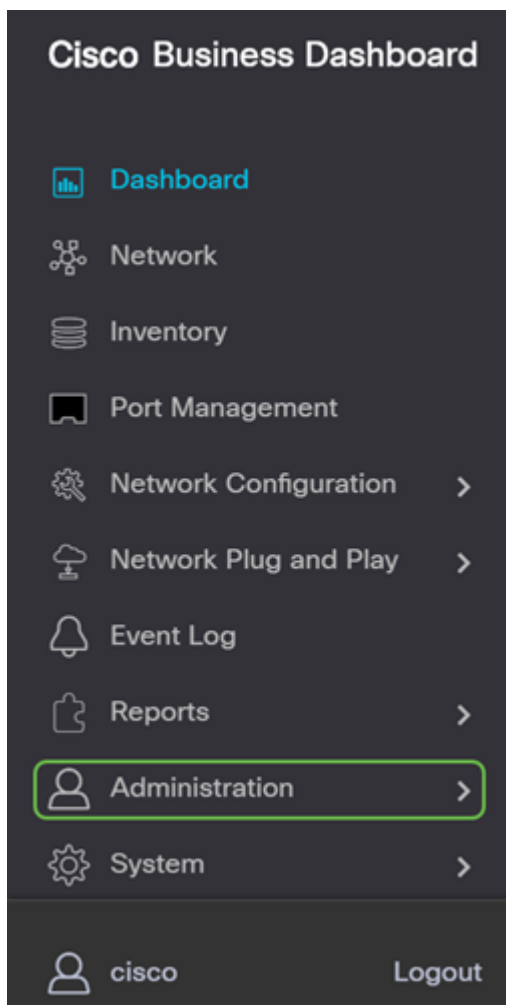 Cisco Business Dashboard
Dashboard
Network
Inventory
Port Management
Network Configuration
Network Plug and Play
Event Log
Reports
Administration
System
cisco Logout